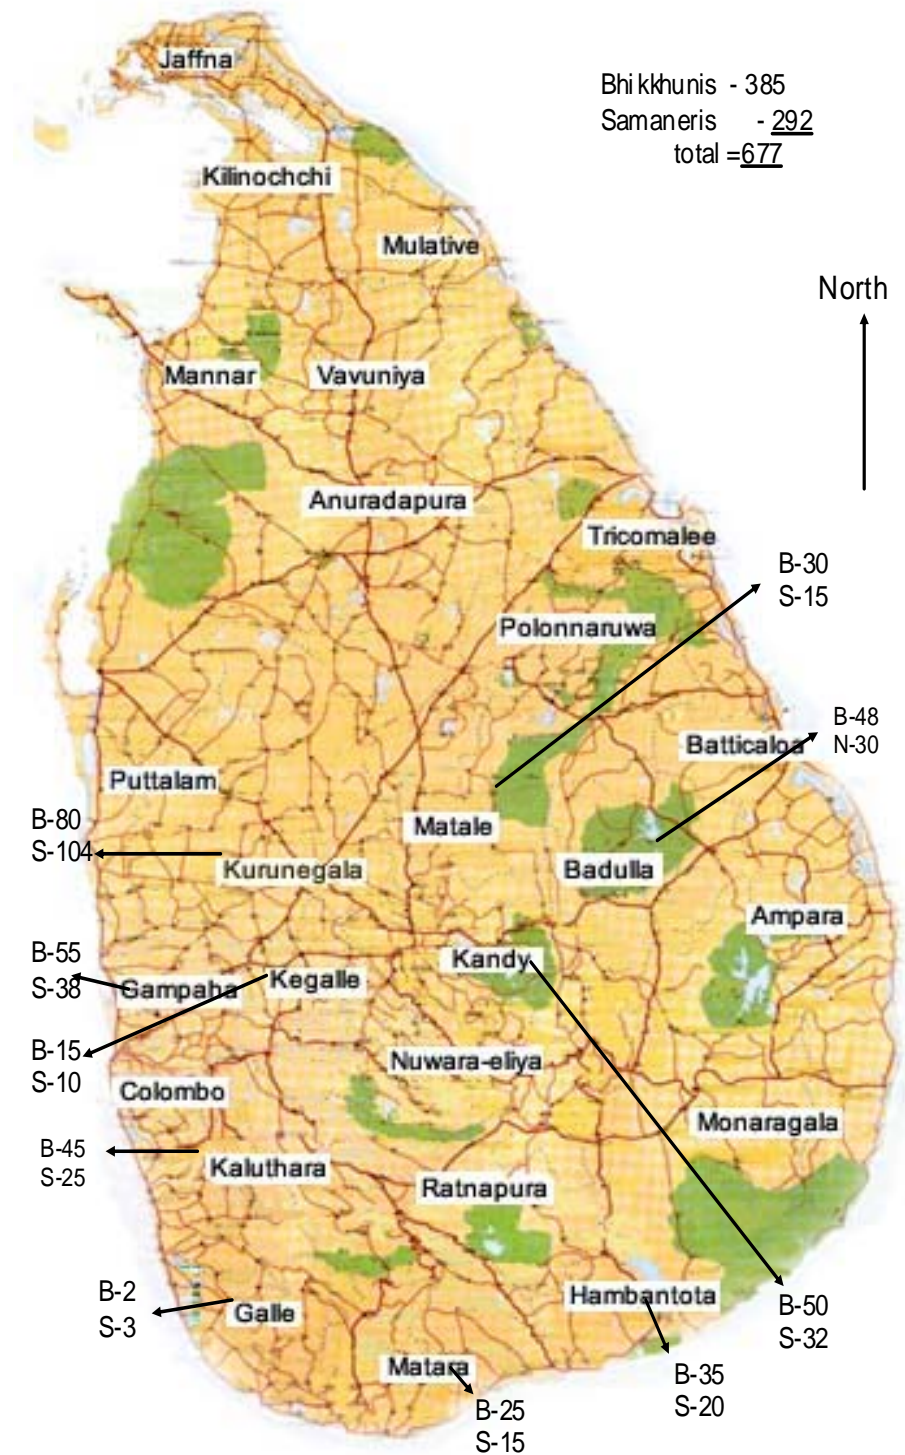 Jaffna
Bhikkhunis - 385
Samaneris - 292
total =677
Kilinochchi
Mulative
North
Mannar
Vavuniya
Anuradapura
Tricomalee
B-30
S-15
Polonnaruwa
B-48
N-30
Batticaloa
Puttalam
B-80
S-104
Matale
Kurunegala
Badulla
Ampara
B-55
S-38
Gampaha
Kegalle
Kandy
B-15
S-10
Nuwara-eliya
Colombo
Monaragala
B-45
S-25
Kaluthara
Ratnapura
B-2
S-3
Galle
Hambantota
B-50
S-32
Matara
B-35
S-20
B-25
S-15